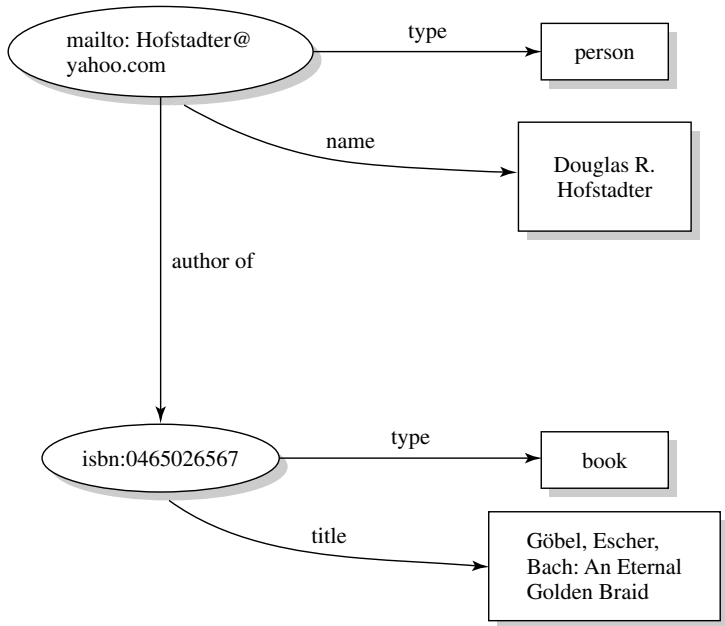 mailto: Hofstadter@
yahoo.com
type
person
name
Douglas R.
Hofstadter
author of
isbn:0465026567
type
book
title
Göbel, Escher,
Bach: An Eternal
Golden Braid